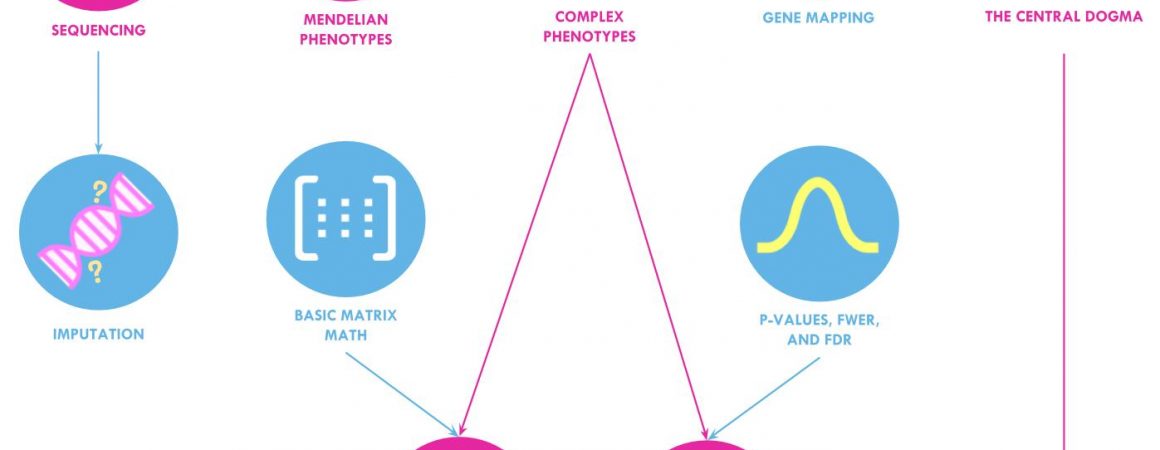 SEQUENCING
MENDELIAN
PHENOTYPES
COMPLEX
PHENOTYPES
GENE MAPPING
THE CENTRAL DOGMA
?
?
IMPUTATION
BASIC MATRIX
MATH
P-VALUES, FWER,
AND FDR